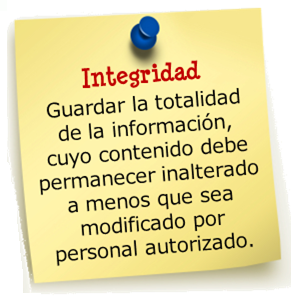 Integridad
Guardar la totalidad
de la información,
cuyo contenido debe
permanecer inalterado
a menos que sea
modificado por
personal autorizado.